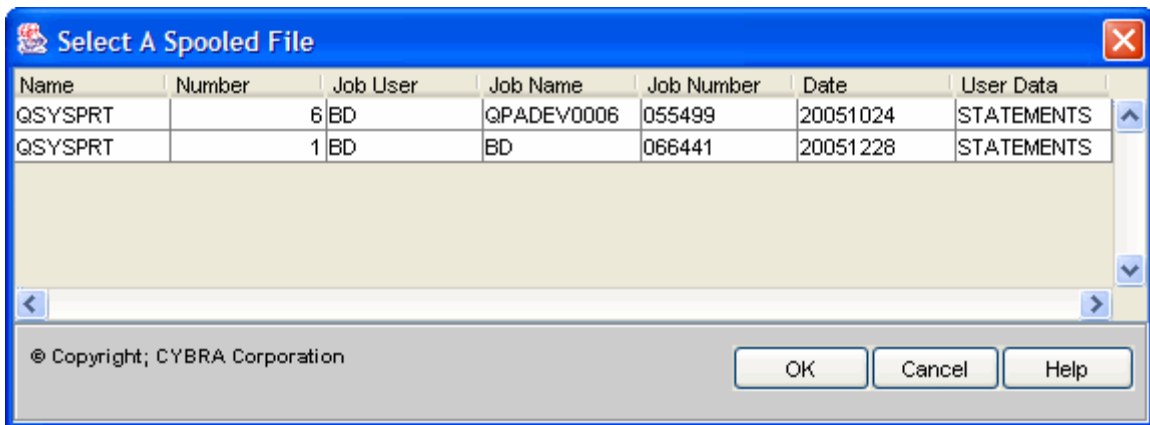 Select A Spooled File
Name Number Job User Job Name Job Number Date User Data
QSYSPRT 6 BD QPADEV0006 055499 20051024 STATEMENTS
QSYSPRT 1 BD BD 066441 20051228 STATEMENTS
© Copyright; CYBRA Corporation
OK Cancel Help